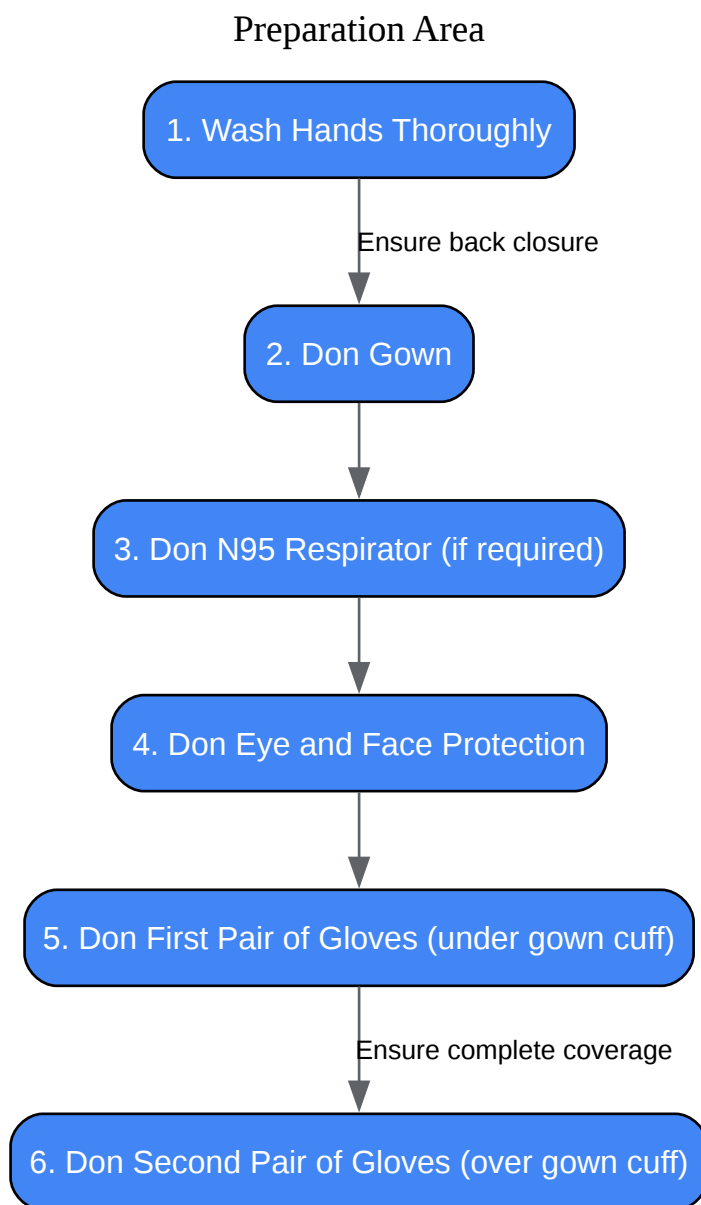 Preparation Area
1. Wash Hands Thoroughly
Ensure back closure
2. Don Gown
3. Don N95 Respirator (if required)
4. Don Eye and Face Protection
5. Don First Pair of Gloves (under gown cuff)
Ensure complete coverage
6. Don Second Pair of Gloves (over gown cuff)